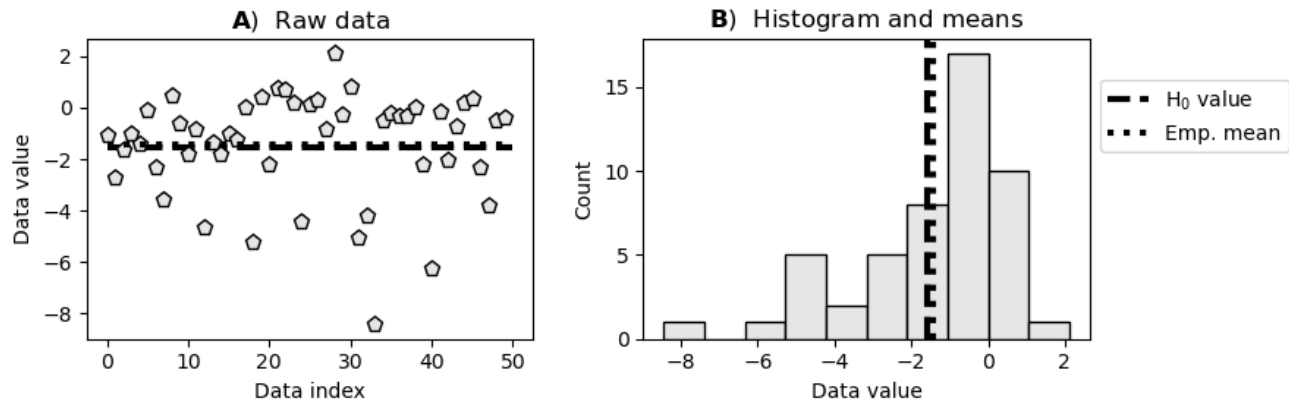 A) Raw data
Data value
2
0
−2
−4
−6
−8
0 10 20 30 40 50
Data index
B) Histogram and means
Count
15
10
5
0
−8 −6 −4 −2 0 2
Data value
H₀ value
Emp. mean